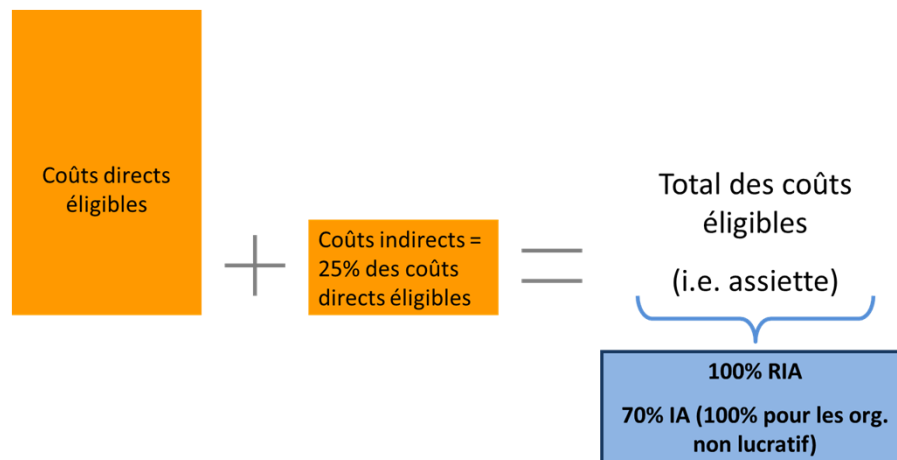 Coûts directs
éligibles
Coûts indirects =
25% des coûts
directs éligibles
Total des coûts
éligibles
(i.e. assiette)
100% RIA
70% IA (100% pour les org.
non lucratif)